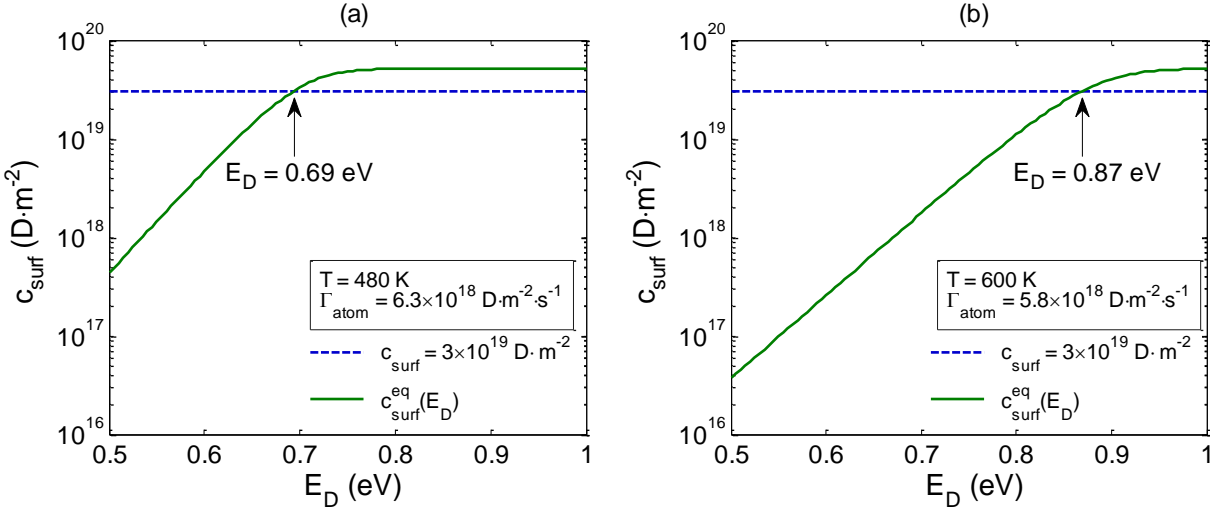 (a)
10^20
10^19
10^18
10^17
10^16
c_surf (D·m^-2)
E_D = 0.69 eV
T = 480 K
Γ_atom = 6.3×10^18 D·m^-2·s^-1
c_surf = 3×10^19 D·m^-2
c_surf^eq(E_D)
0.5 0.6 0.7 0.8 0.9 1
E_D (eV)
(b)
10^20
10^19
10^18
10^17
10^16
c_surf (D·m^-2)
E_D = 0.87 eV
T = 600 K
Γ_atom = 5.8×10^18 D·m^-2·s^-1
c_surf = 3×10^19 D·m^-2
c_surf^eq(E_D)
0.5 0.6 0.7 0.8 0.9 1
E_D (eV)